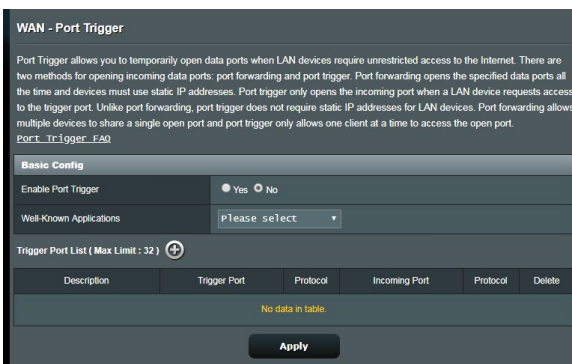 WAN - Port Trigger
Port Trigger allows you to temporarily open data ports when LAN devices require unrestricted access to the Internet. There are
two methods for opening incoming data ports: port forwarding and port trigger. Port forwarding opens the specified data ports all
the time and devices must use static IP addresses. Port trigger only opens the incoming port when a LAN device requests access
to the trigger port. Unlike port forwarding, port trigger does not require static IP addresses for LAN devices. Port forwarding allows
multiple devices to share a single open port and port trigger only allows one client at a time to access the open port.
Port Trigger FAQ
Basic Config
Enable Port Trigger Yes No
Well-Known Applications Please select
Trigger Port List ( Max Limit : 32 )
Description Trigger Port Protocol Incoming Port Protocol Delete
No data in table.
Apply